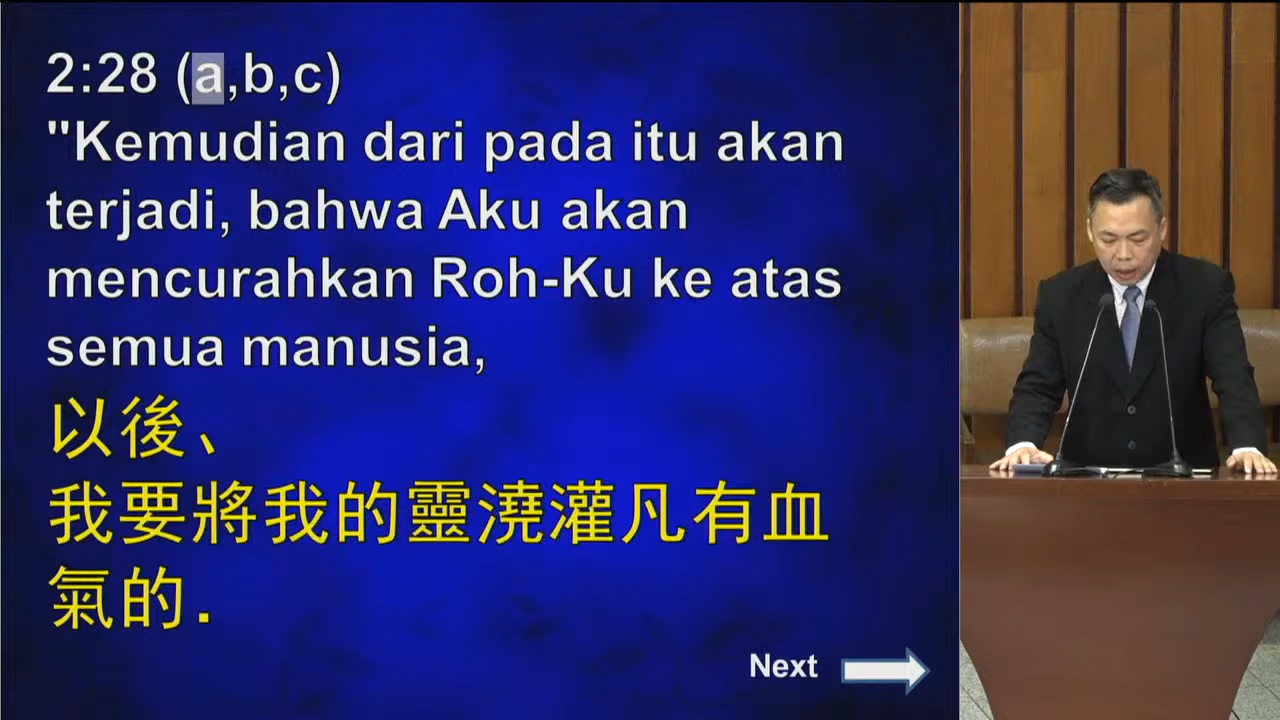 2:28 (a,b,c)
"Kemudian dari pada itu akan
terjadi, bahwa Aku akan
mencurahkan Roh-Ku ke atas
semua manusia,
以後、
我要將我的靈澆灌凡有血
氣的.
Next